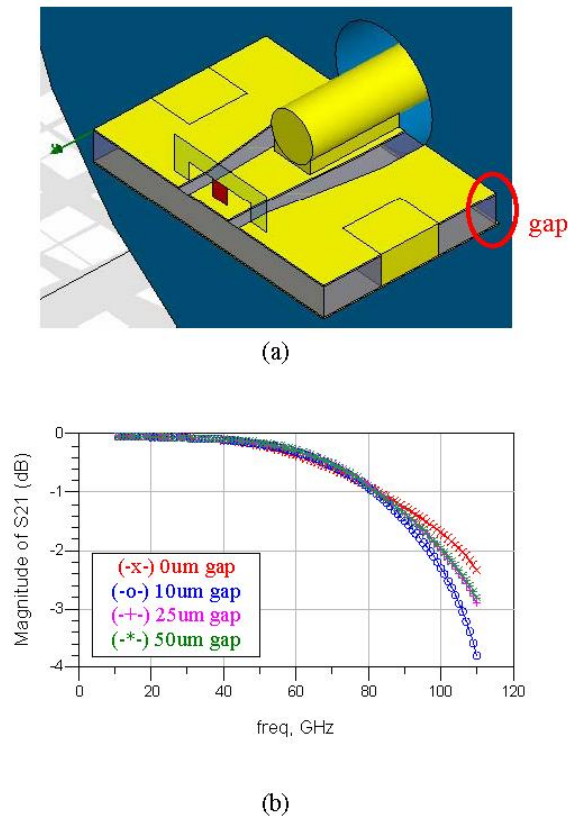 gap
(a)
Magnitude of S21 (dB)
0
-1
-2
-3
-4
(-x-) 0um gap
(-o-) 10um gap
(-+-) 25um gap
(-*-) 50um gap
0 20 40 60 80 100 120
freq, GHz
(b)